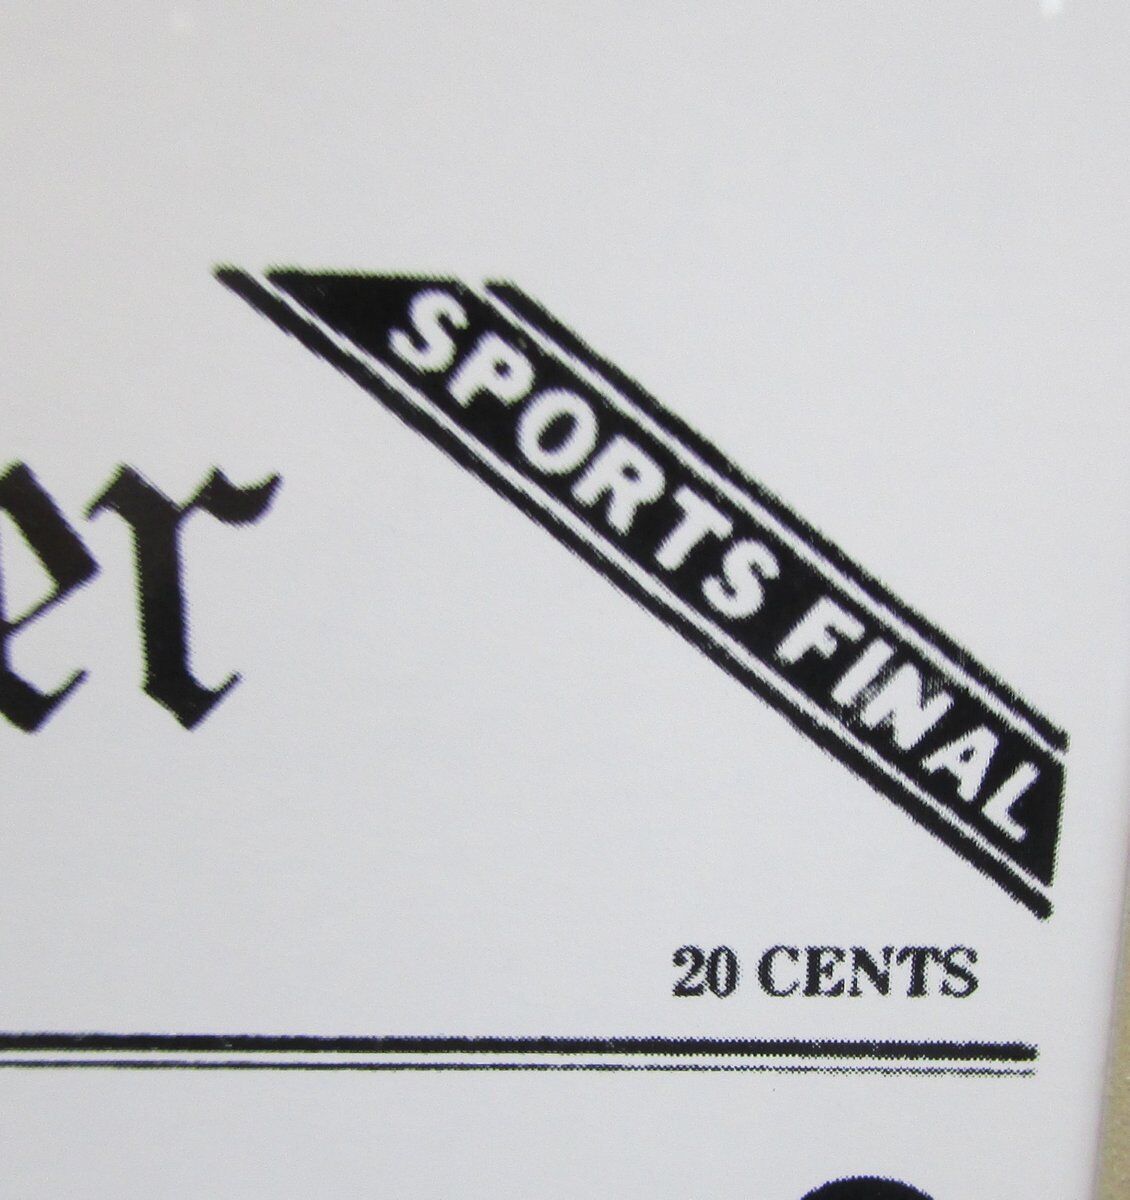 SPORTS FINAL
er
20 CENTS